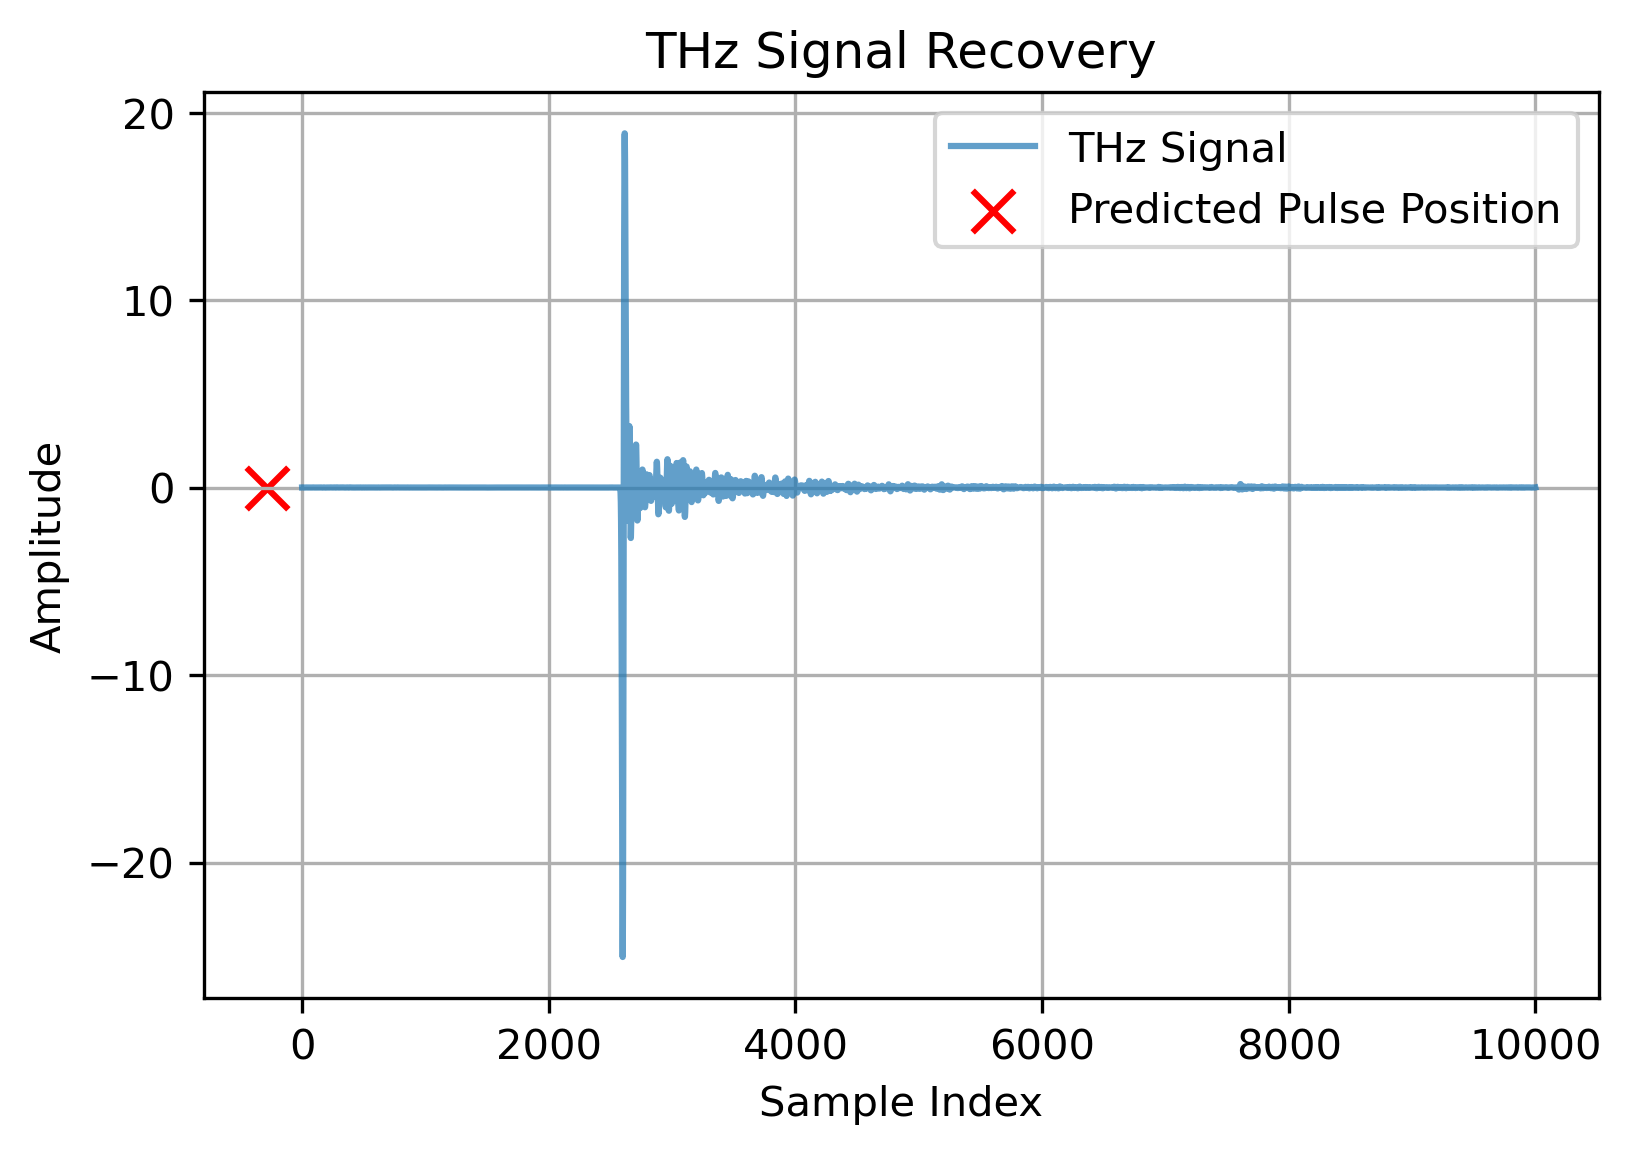 THz Signal Recovery
20
10
0
−10
−20
Amplitude
THz Signal
Predicted Pulse Position
0 2000 4000 6000 8000 10000
Sample Index